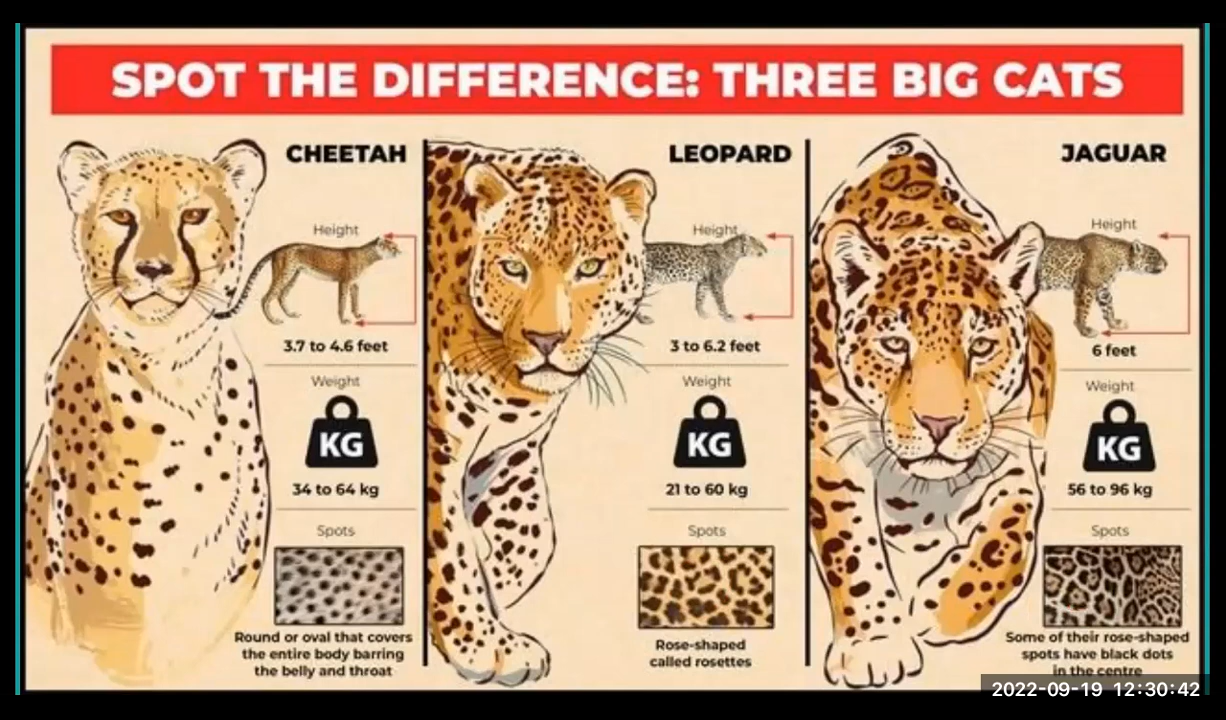 SPOT THE DIFFERENCE: THREE BIG CATS
CHEETAH
Height
3.7 to 4.6 feet
Weight
KG
34 to 64 kg
Spots
Round or oval that covers
the entire body barring
the belly and throat
LEOPARD
Height
3 to 6.2 feet
Weight
KG
21 to 60 kg
Spots
Rose-shaped
called rosettes
JAGUAR
Height
6 feet
Weight
KG
56 to 96 kg
Spots
Some of their rose-shaped
spots have black dots
in the centre
2022-09-19 12:30:42